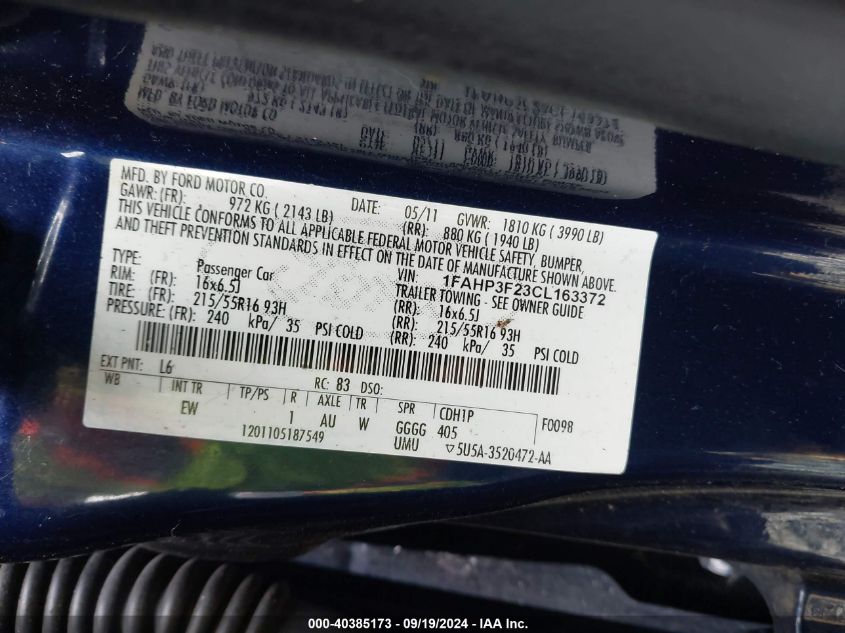 MFD. BY FORD MOTOR CO.
DATE: 05/11 GVWR: 1810 KG ( 3990 LB)
GAWR: (FR): 972 KG ( 2143 LB) (RR): 880 KG ( 1940 LB)
THIS VEHICLE CONFORMS TO ALL APPLICABLE FEDERAL MOTOR VEHICLE SAFETY, BUMPER,
AND THEFT PREVENTION STANDARDS IN EFFECT ON THE DATE OF MANUFACTURE SHOWN ABOVE.
VIN: 1FAHP3F23CL163372
TYPE: Passenger Car TRAILER TOWING - SEE OWNER GUIDE
RIM: (FR): 16x6.5J (RR): 16x6.5J
TIRE: (FR): 215/55R16 93H (RR): 215/55R16 93H
PRESSURE: (FR): 240 kPa/ 35 PSI COLD (RR): 240 kPa/ 35 PSI COLD
EXT PNT: L6 RC: 83 DSO:
WB INT TR TP/PS R AXLE TR SPR CDH1P F0098
EW 1 AU W GGGG 405
1201105187549 UMU ▽5U5A-3520472-AA
000-40385173 - 09/19/2024 - IAA Inc.